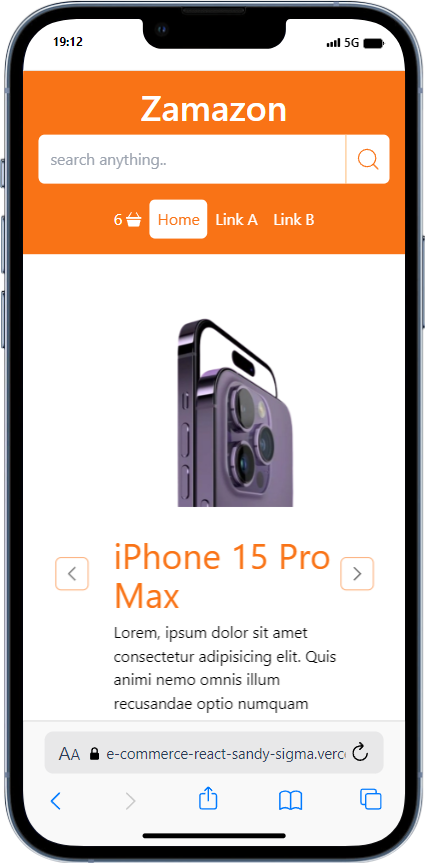 19:12
5G
Zamazon
search anything..
6 Home Link A Link B
iPhone 15 Pro
Max
Lorem, ipsum dolor sit amet
consectetur adipisicing elit. Quis
animi nemo omnis illum
recusandae optio numquam
AA e-commerce-react-sandy-sigma.verc